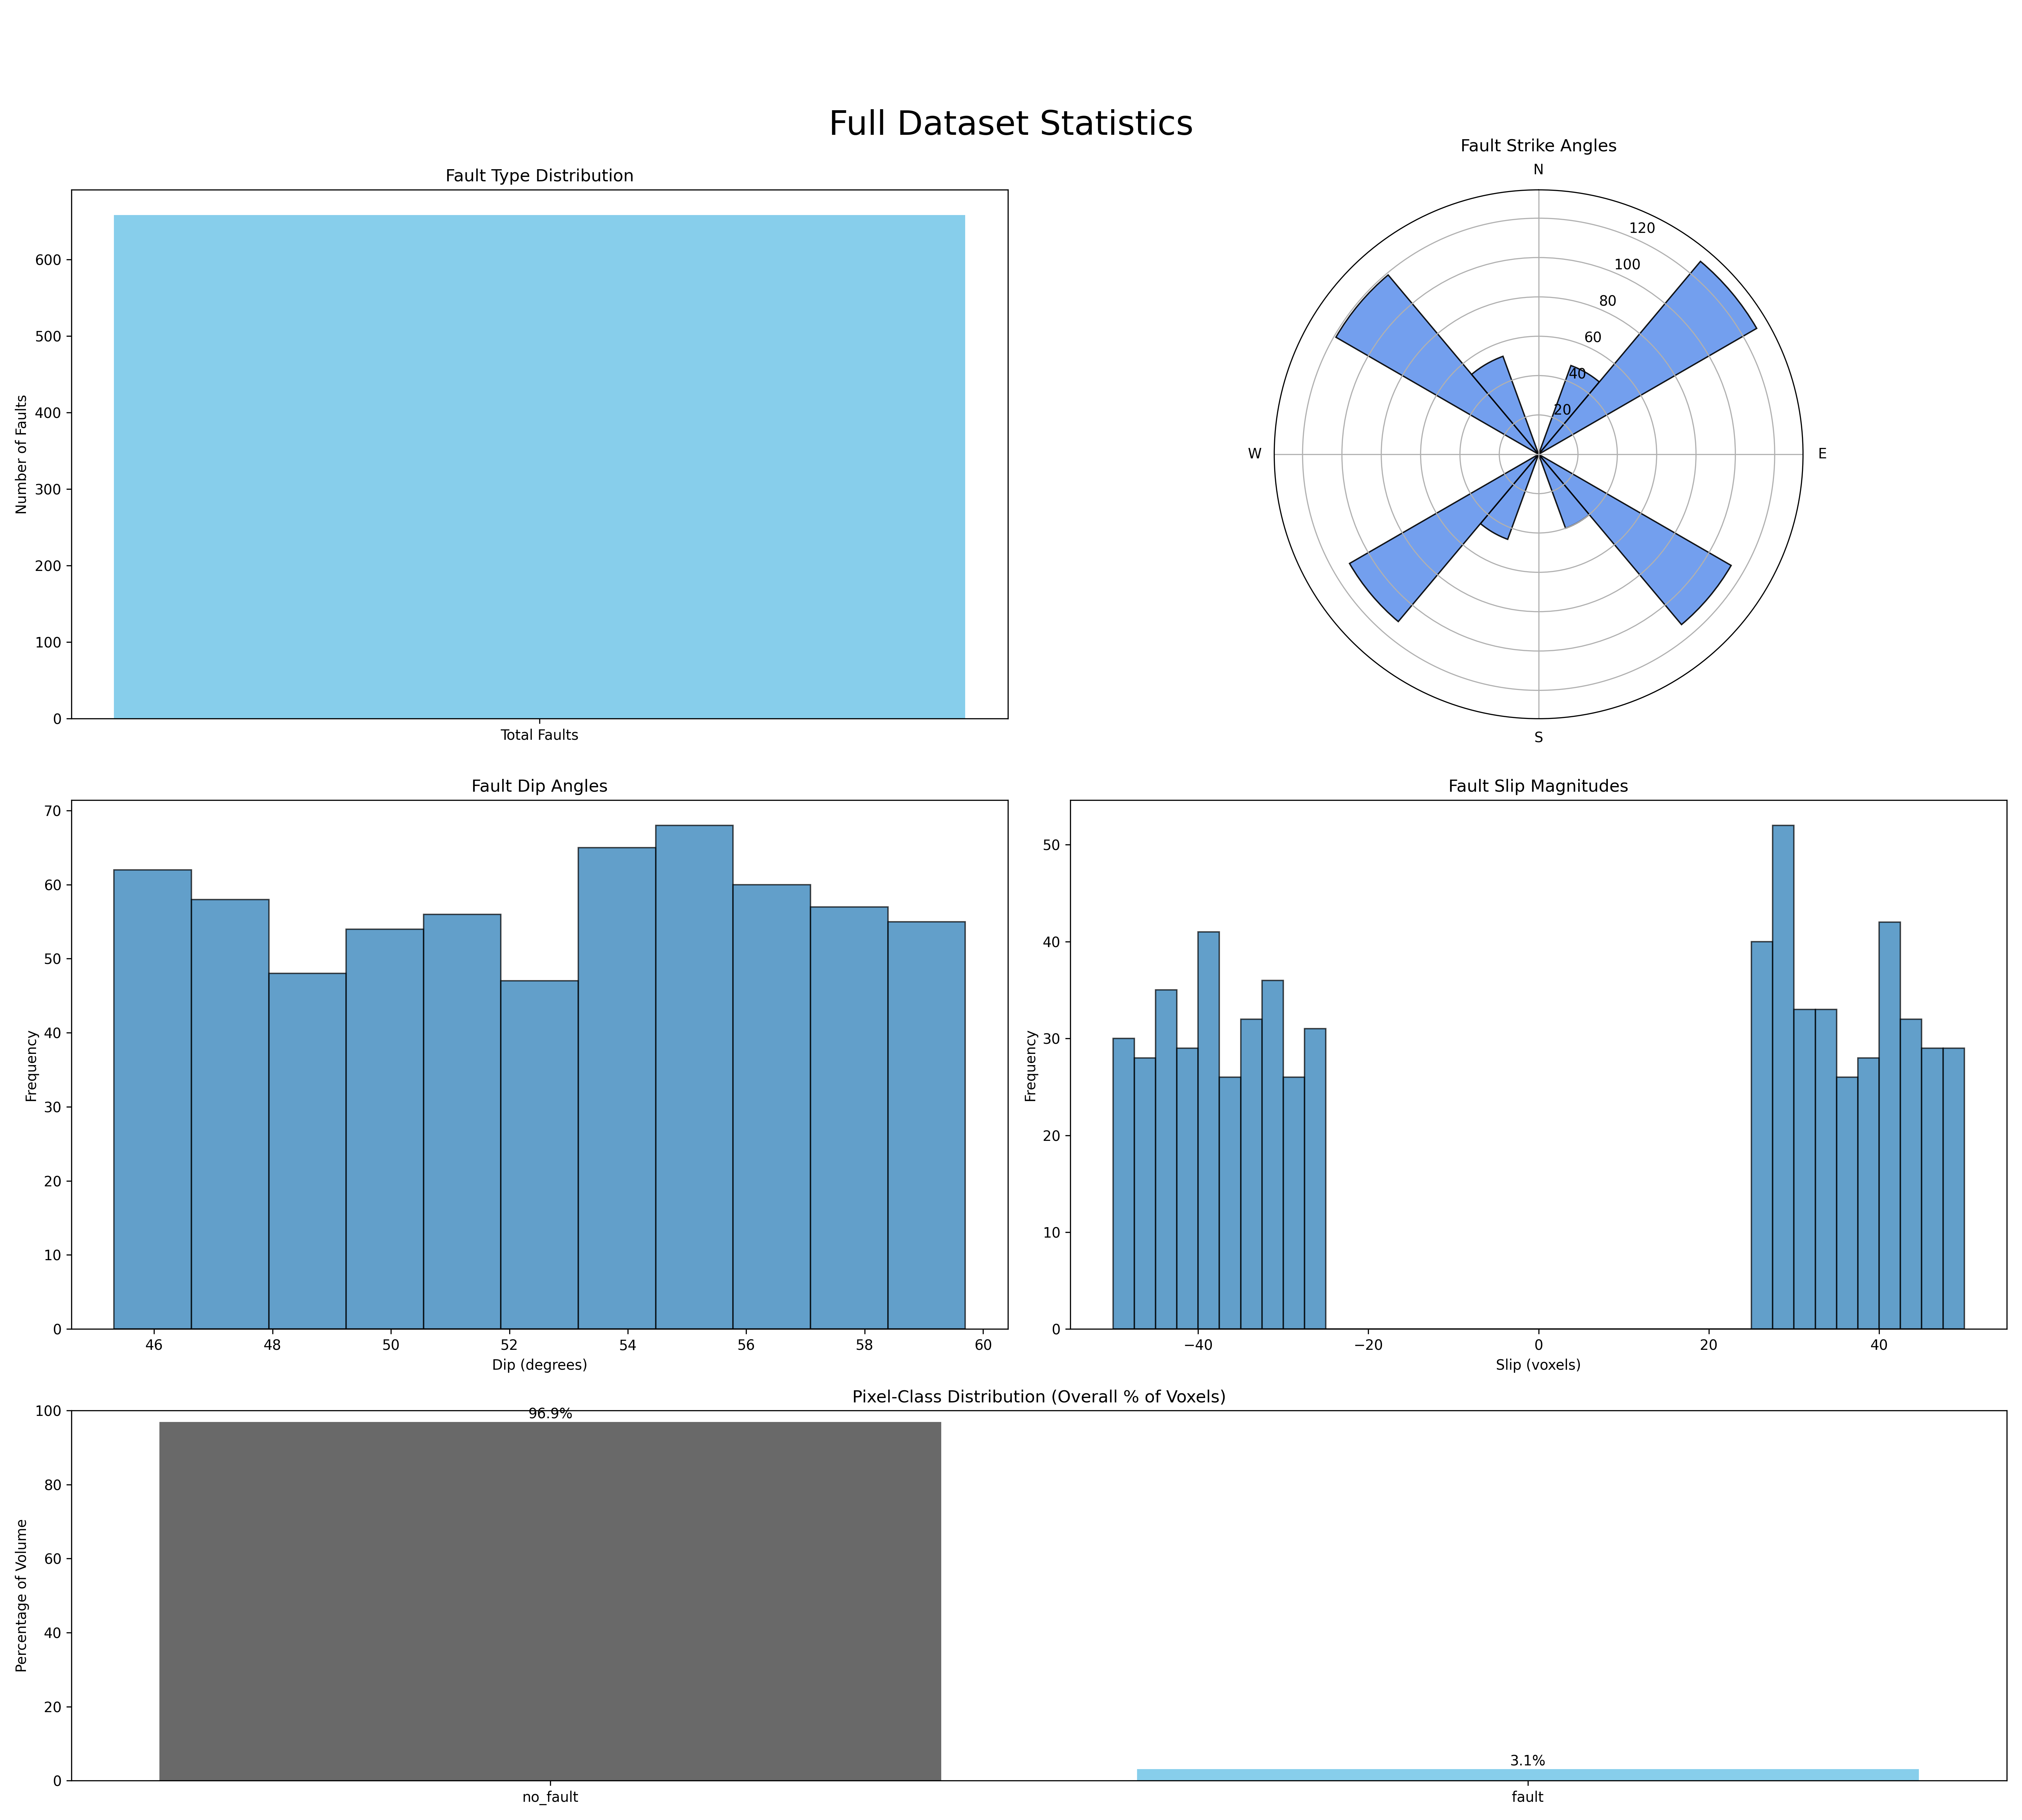 Full Dataset Statistics
Fault Type Distribution
Number of Faults
600
500
400
300
200
100
0
Total Faults
Fault Strike Angles
N
W
E
S
120
100
80
60
40
20
Fault Dip Angles
Frequency
70
60
50
40
30
20
10
0
46 48 50 52 54 56 58 60
Dip (degrees)
Fault Slip Magnitudes
Frequency
50
40
30
20
10
0
−40 −20 0 20 40
Slip (voxels)
Pixel-Class Distribution (Overall % of Voxels)
Percentage of Volume
100
80
60
40
20
0
96.9%
3.1%
no_fault fault